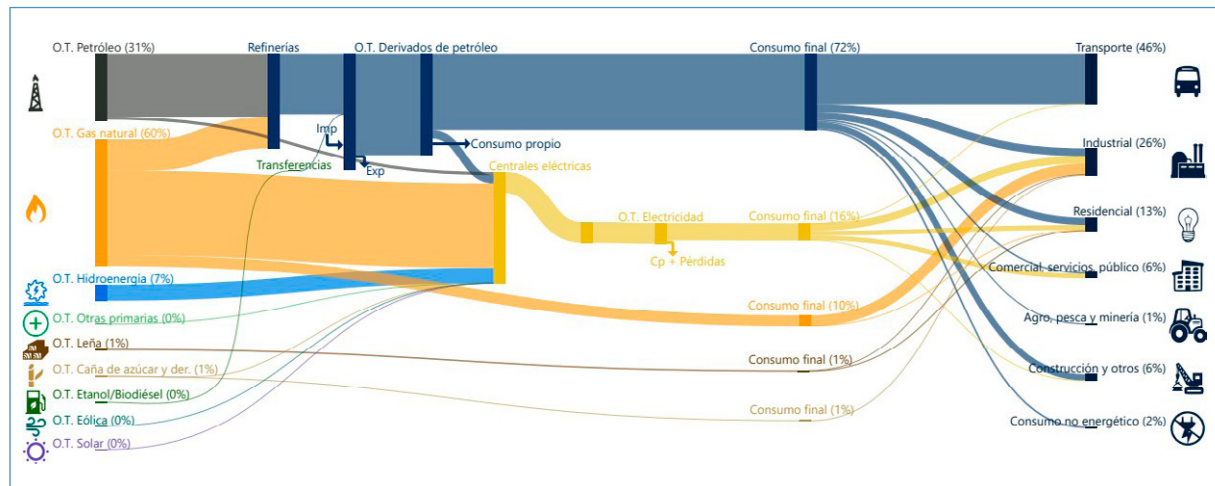 O.T. Petróleo (31%)
Refinerías
O.T. Derivados de petróleo
Consumo final (72%)
Transporte (46%)
O.T. Gas natural (60%)
Imp
Exp
Consumo propio
Industrial (26%)
Transferencias
Centrales eléctricas
O.T. Electricidad
Consumo final (16%)
Residencial (13%)
Cp + Pérdidas
Comercial, servicios, público (6%)
O.T. Hidroenergía (7%)
Consumo final (10%)
O.T. Otras primarias (0%)
Agro, pesca y minería (1%)
O.T. Leña (1%)
Consumo final (1%)
O.T. Caña de azúcar y der. (1%)
Construcción y otros (6%)
O.T. Etanol/Biodiésel (0%)
Consumo final (1%)
O.T. Eólica (0%)
Consumo no energético (2%)
O.T. Solar (0%)